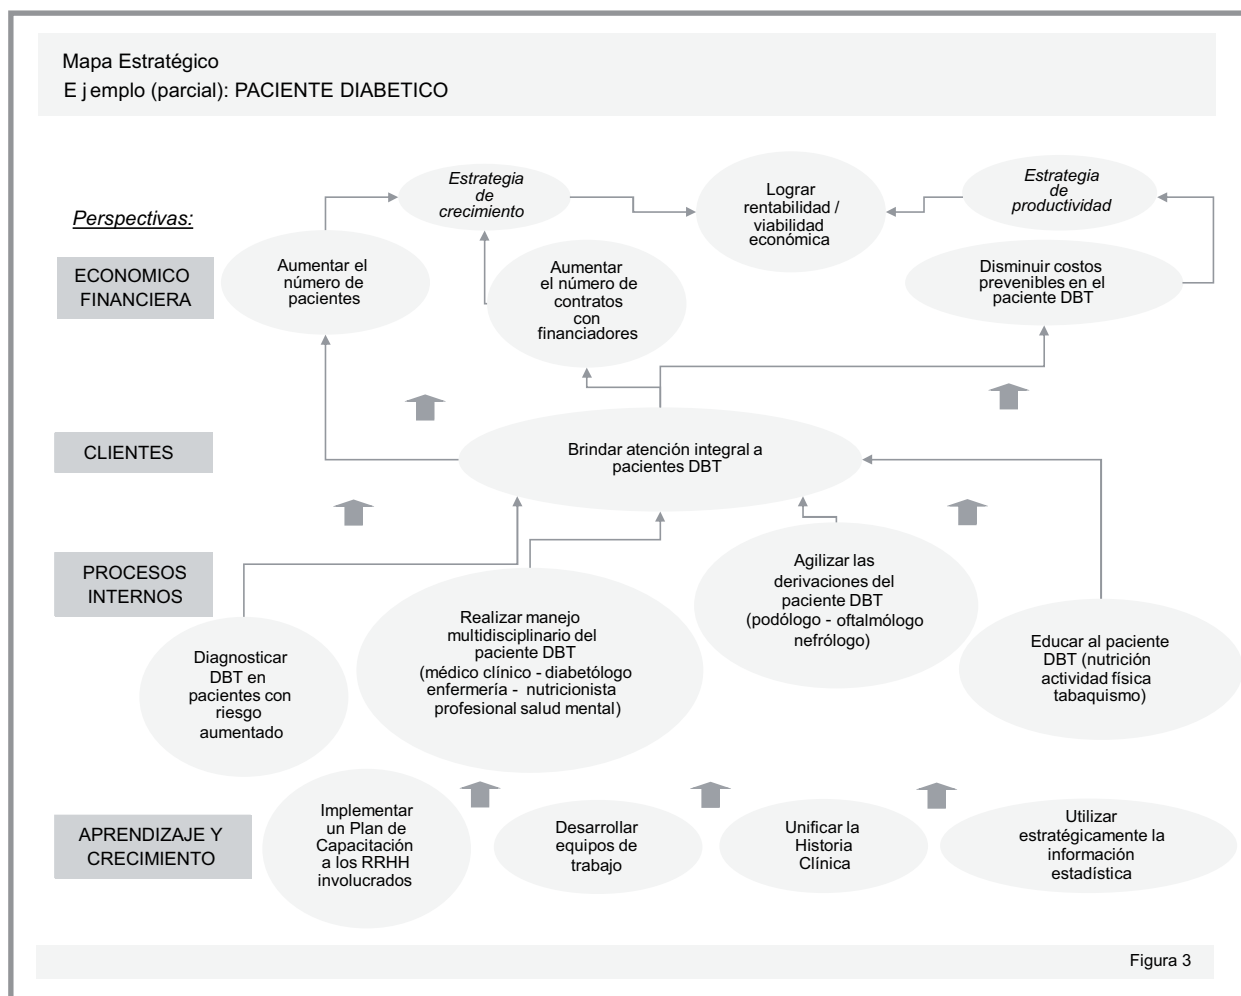 Mapa Estratégico
E j emplo (parcial): PACIENTE DIABETICO
Perspectivas:
Estrategia
de
crecimiento
Lograr
rentabilidad /
viabilidad
económica
Estrategia
de
productividad
ECONOMICO
FINANCIERA
Aumentar el
número de
pacientes
Aumentar
el número de
contratos
con
financiadores
Disminuir costos
prevenibles en el
paciente DBT
CLIENTES
Brindar atención integral a
pacientes DBT
PROCESOS
INTERNOS
Diagnosticar
DBT en
pacientes con
riesgo
aumentado
Realizar manejo
multidisciplinario del
paciente DBT
(médico clínico - diabetólogo
enfermería - nutricionista
profesional salud mental)
Agilizar las
derivaciones del
paciente DBT
(podólogo - oftalmólogo
nefrólogo)
Educar al paciente
DBT (nutrición
actividad física
tabaquismo)
APRENDIZAJE Y
CRECIMIENTO
Implementar
un Plan de
Capacitación
a los RRHH
involucrados
Desarrollar
equipos de
trabajo
Unificar la
Historia
Clínica
Utilizar
estratégicamente la
información
estadística
Figura 3